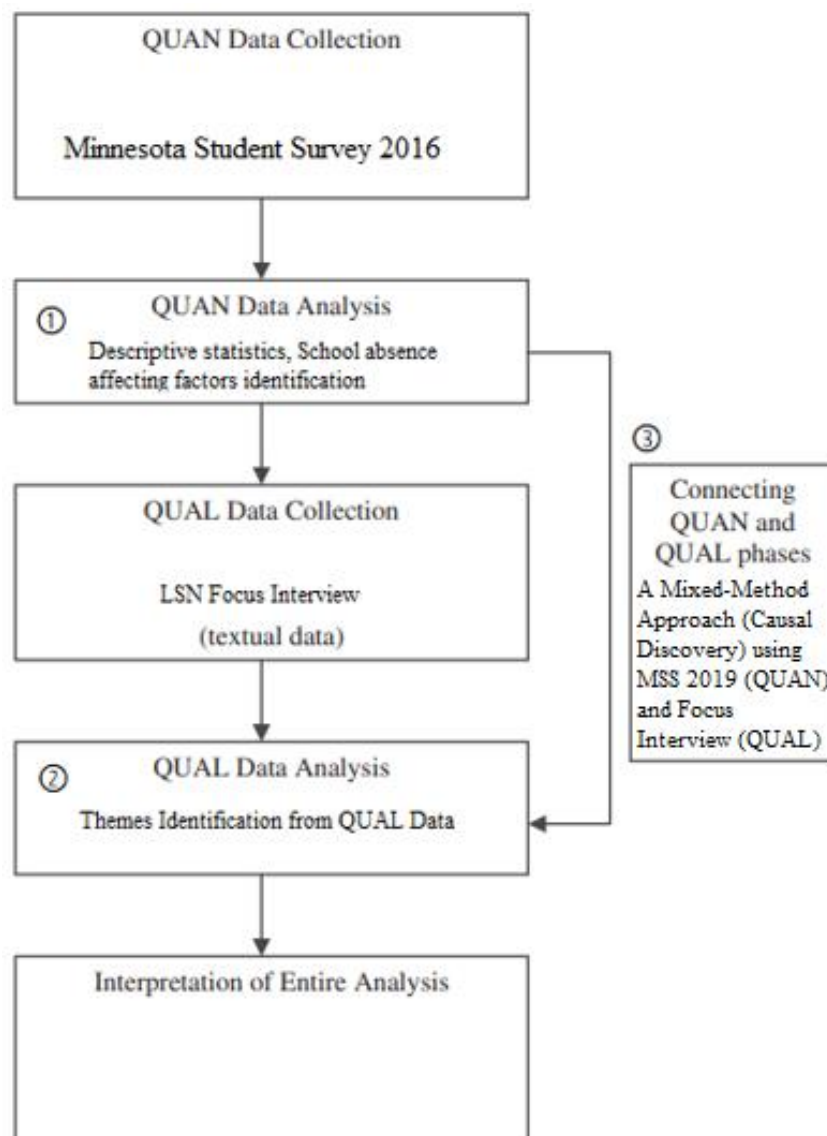 QUAN Data Collection
Minnesota Student Survey 2016
① QUAN Data Analysis
Descriptive statistics, School absence
affecting factors identification
③
Connecting
QUAN and
QUAL phases
A Mixed-Method
Approach (Causal
Discovery) using
MSS 2019 (QUAN)
and Focus
Interview (QUAL)
QUAL Data Collection
LSN Focus Interview
(textual data)
② QUAL Data Analysis
Themes Identification from QUAL Data
Interpretation of Entire Analysis